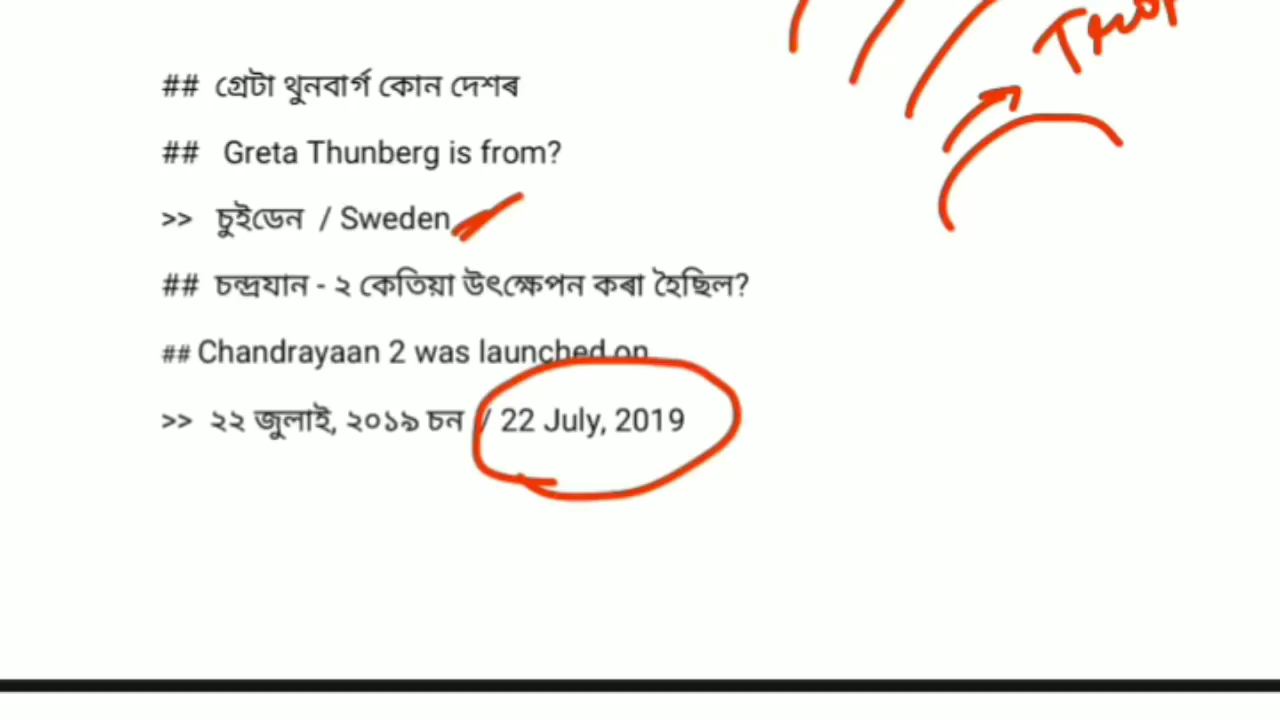 ## গ্ৰেটা থুনবাৰ্গ কোন দেশৰ
## Greta Thunberg is from?
>> চুইডেন / Sweden
## চন্দ্ৰযান - ২ কেতিয়া উৎক্ষেপন কৰা হৈছিল?
## Chandrayaan 2 was launched on
>> ২২ জুলাই, ২০১৯ চন / 22 July, 2019